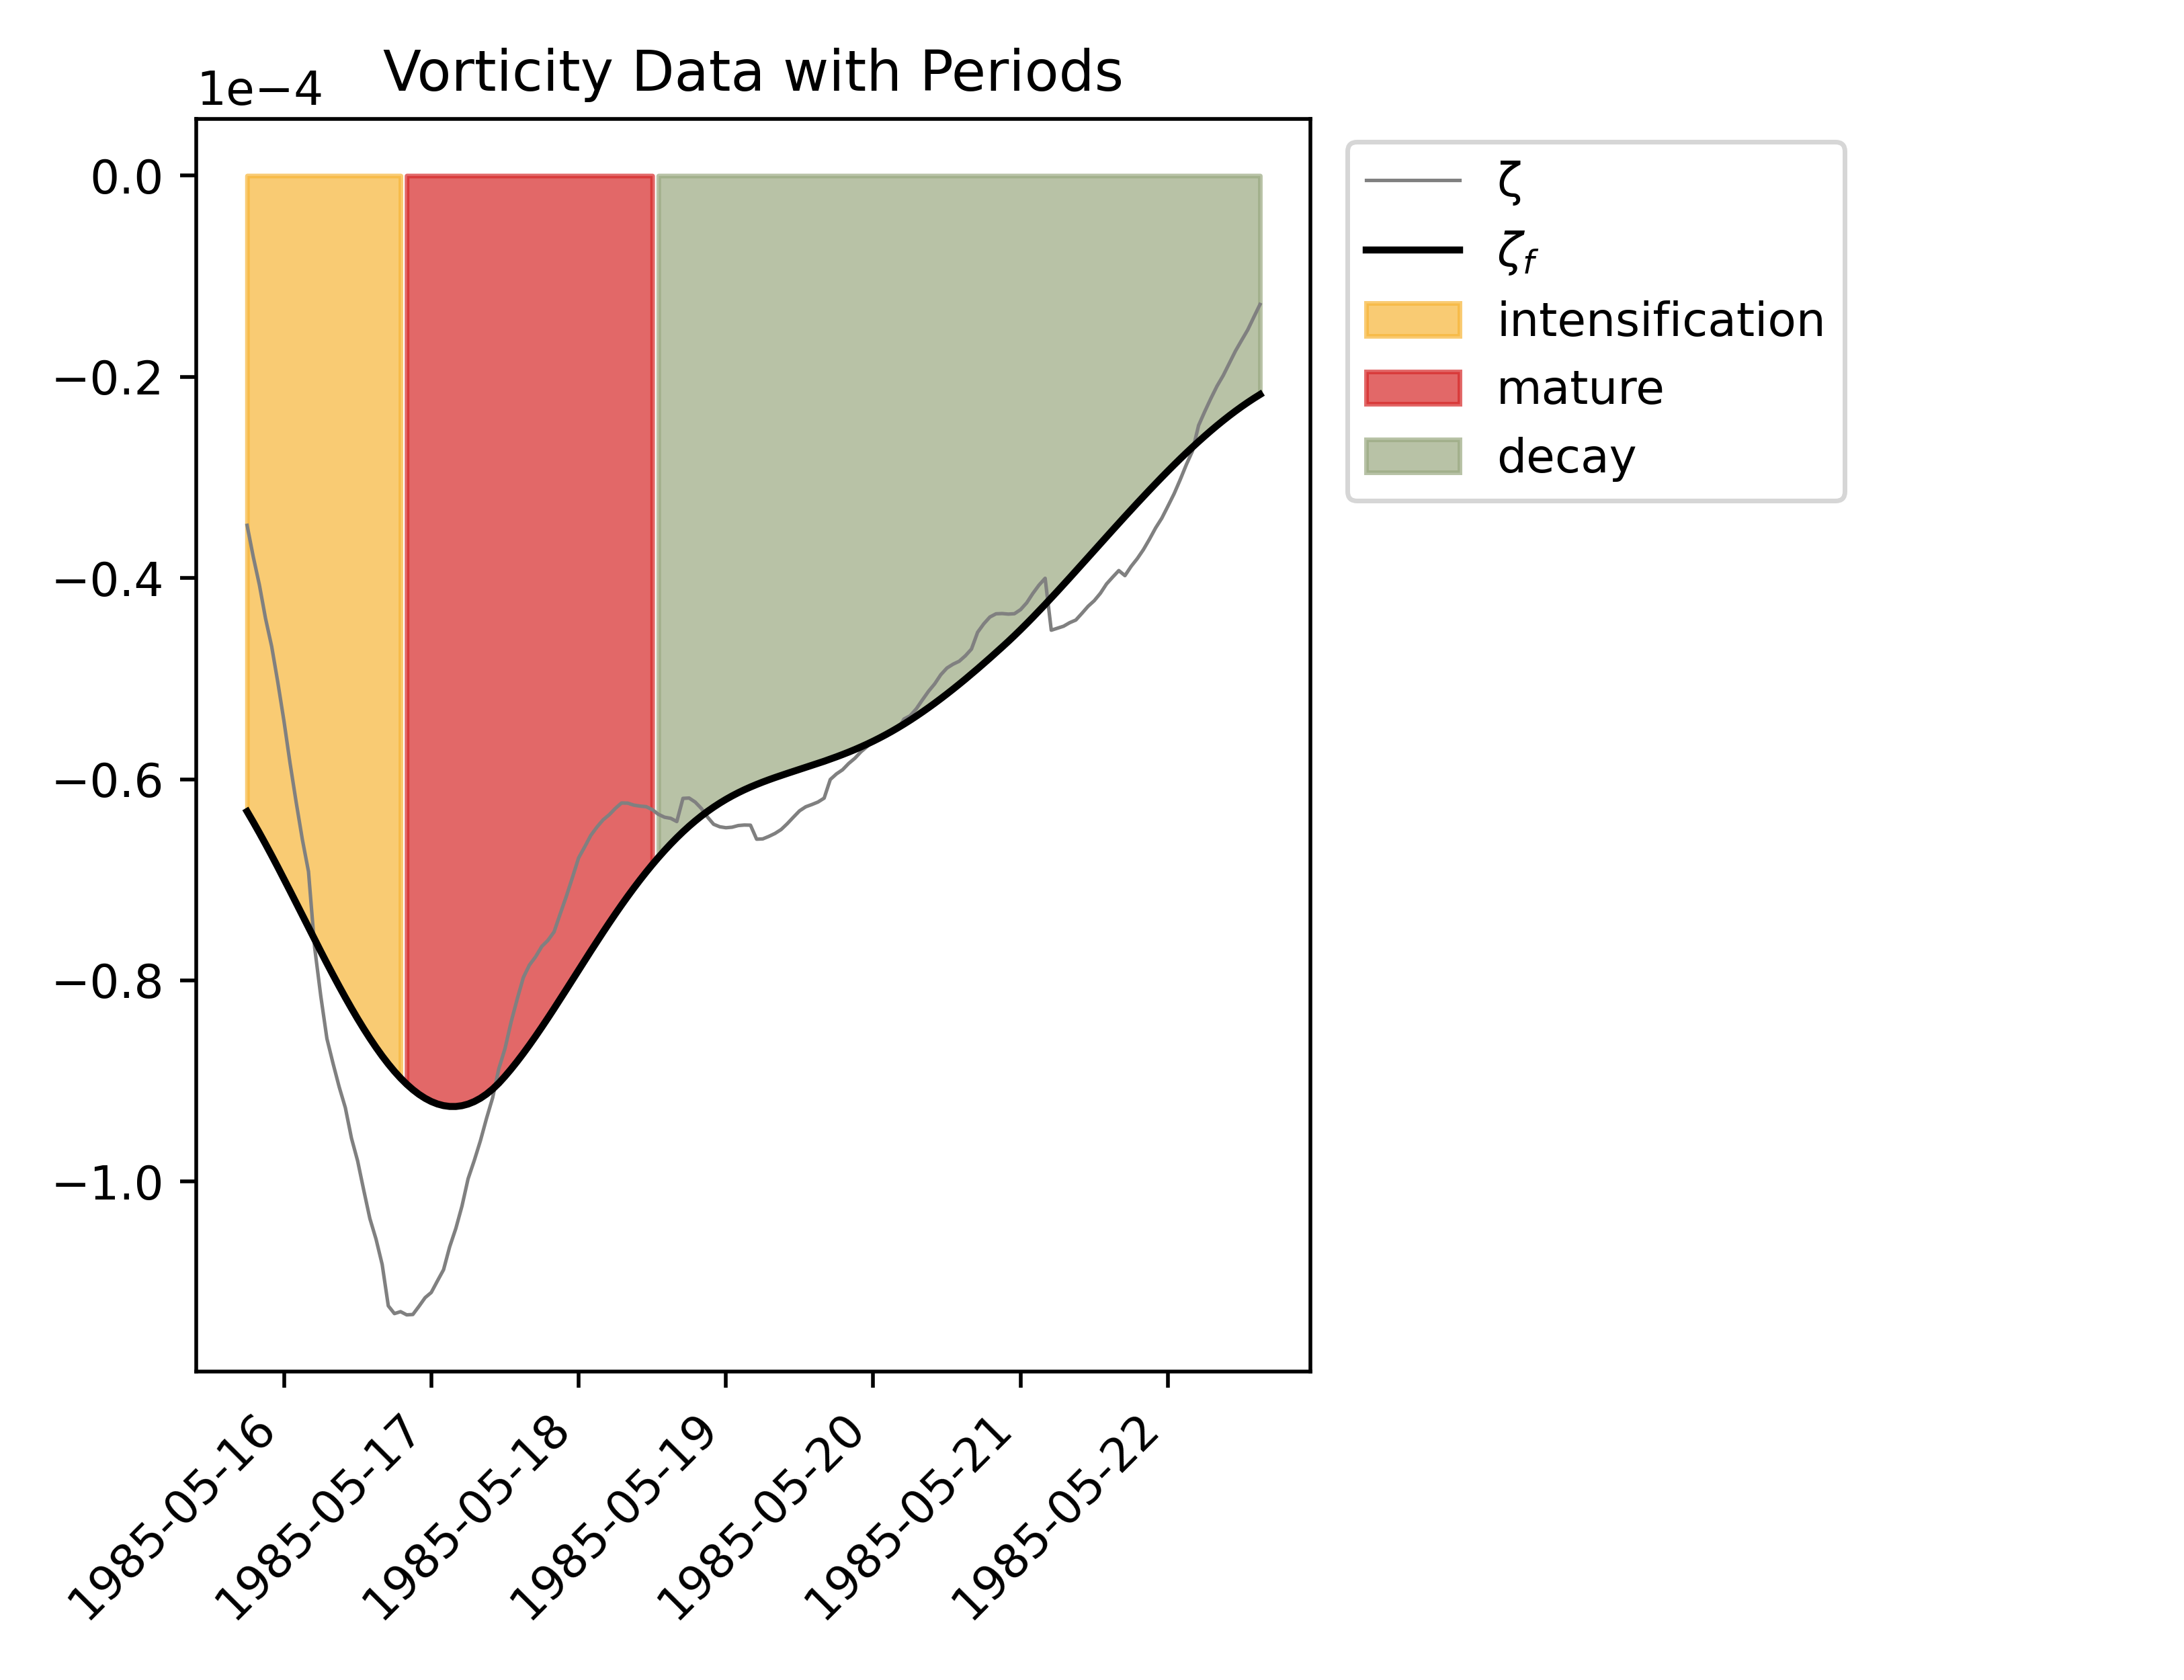 Vorticity Data with Periods
1e−4
0.0
−0.2
−0.4
−0.6
−0.8
−1.0
1985-05-16
1985-05-17
1985-05-18
1985-05-19
1985-05-20
1985-05-21
1985-05-22
ζ
ζf
intensification
mature
decay